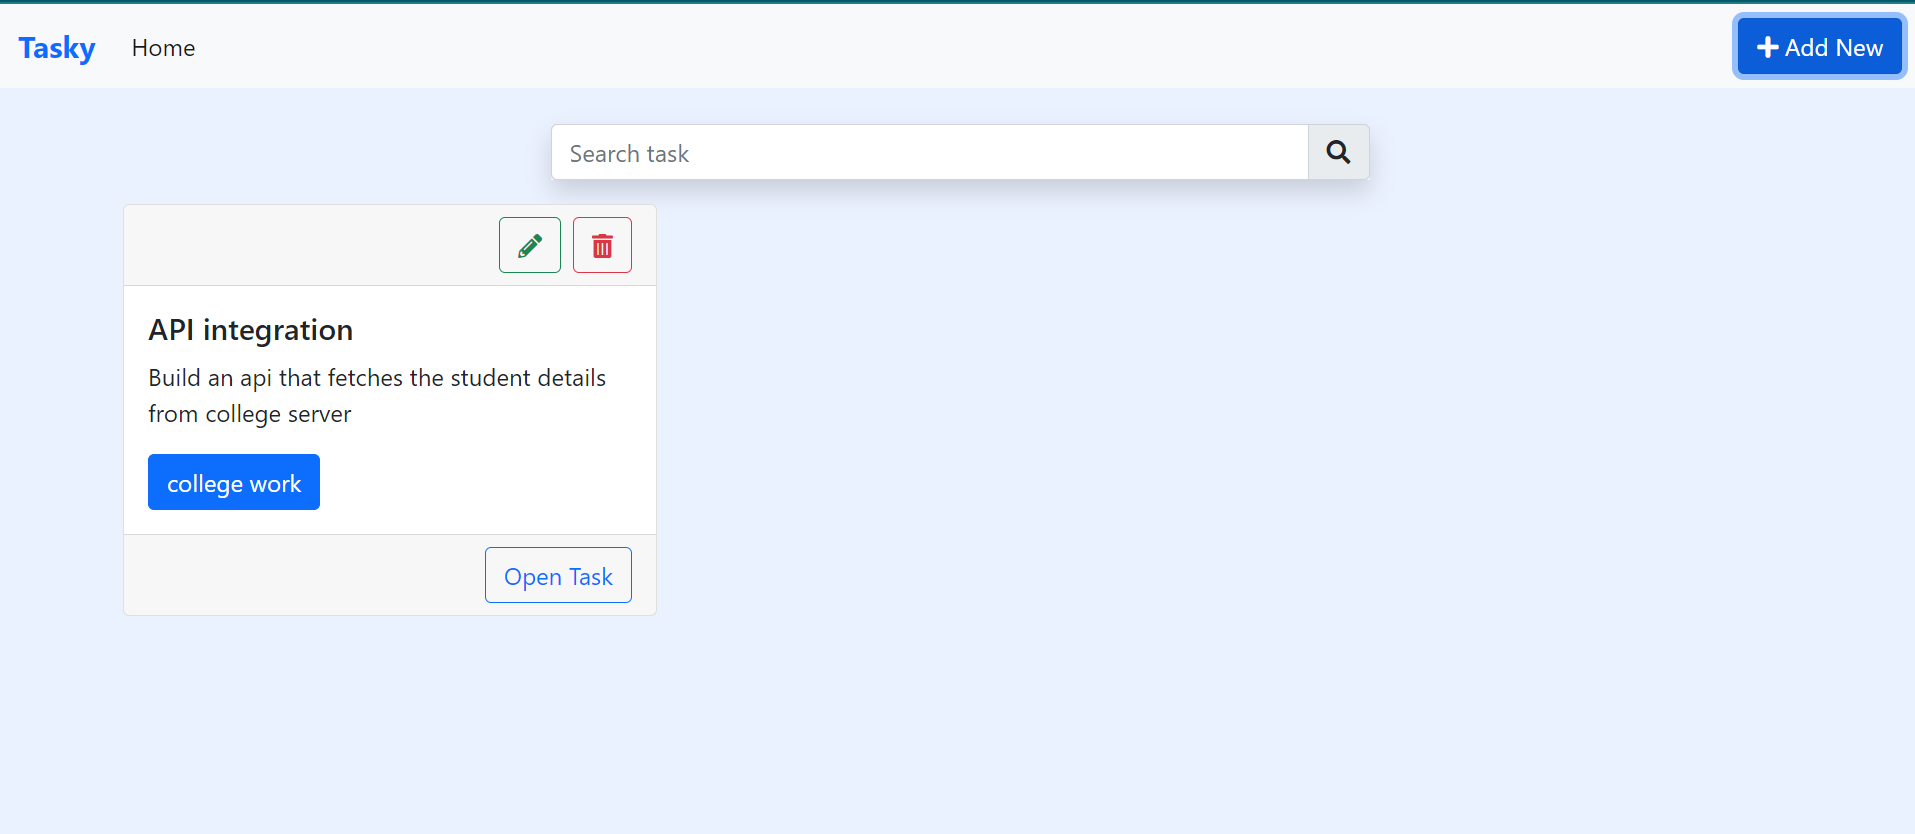 Tasky
Home
Add New
Search task
API integration
Build an api that fetches the student details
from college server
college work
Open Task